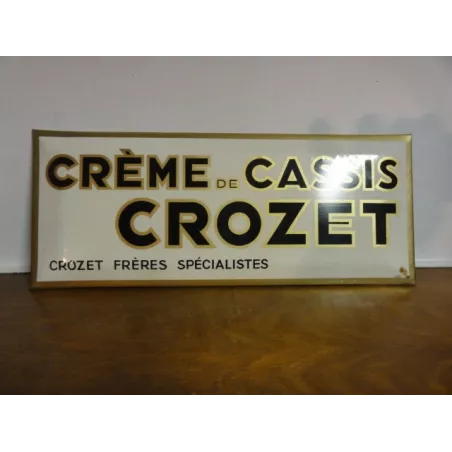 CRÈME DE CASSIS
CROZET
CROZET FRÈRES SPÉCIALISTES